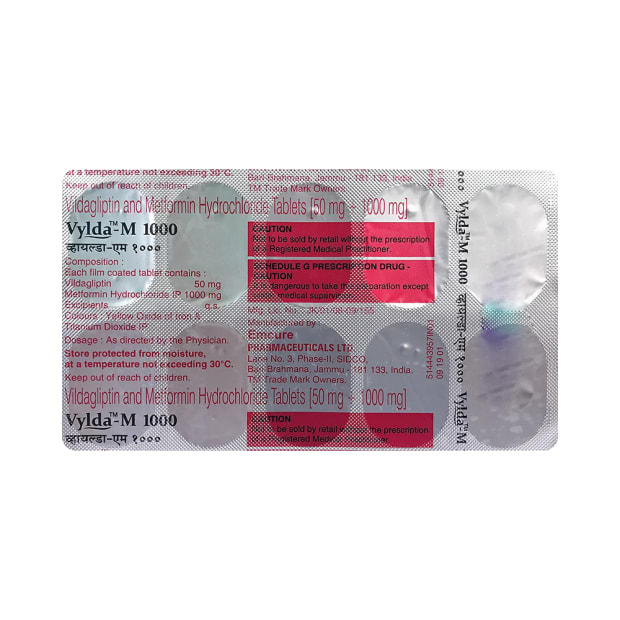 at a temperature not exceeding 30°C.
Keep out of reach of children.
Bari-Brahmana, Jammu - 181 133, India.
TM Trade Mark Owners.
Vildagliptin and Metformin Hydrochloride Tablets [50 mg + 1000 mg]
Vylda™-M 1000
व्हायल्डा-एम १०००
Composition :
Each film coated tablet contains :
Vildagliptin 50 mg
Metformin Hydrochloride IP 1000 mg
Excipients q.s.
Colours : Yellow Oxide of Iron &
Titanium Dioxide IP
Dosage : As directed by the Physician.
Store protected from moisture,
at a temperature not exceeding 30°C.
Keep out of reach of children.
CAUTION
Not to be sold by retail without the prescription
of a Registered Medical Practitioner.
SCHEDULE G PRESCRIPTION DRUG -
CAUTION
It is dangerous to take this preparation except
under medical supervision.
Mfg. Lic. No. : JK/01/08-09/155
Manufactured by :
Emcure
PHARMACEUTICALS LTD.
Lane No. 3, Phase-II, SIDCO,
Bari-Brahmana, Jammu - 181 133, India.
TM Trade Mark Owners.
Vildagliptin and Metformin Hydrochloride Tablets [50 mg + 1000 mg]
Vylda™-M 1000
व्हायल्डा-एम १०००
CAUTION
Not to be sold by retail without the prescription
of a Registered Medical Practitioner.
09 19 01
१०००
Vylda™-M 1000
व्हायल्डा-एम १०००
Vylda™-M